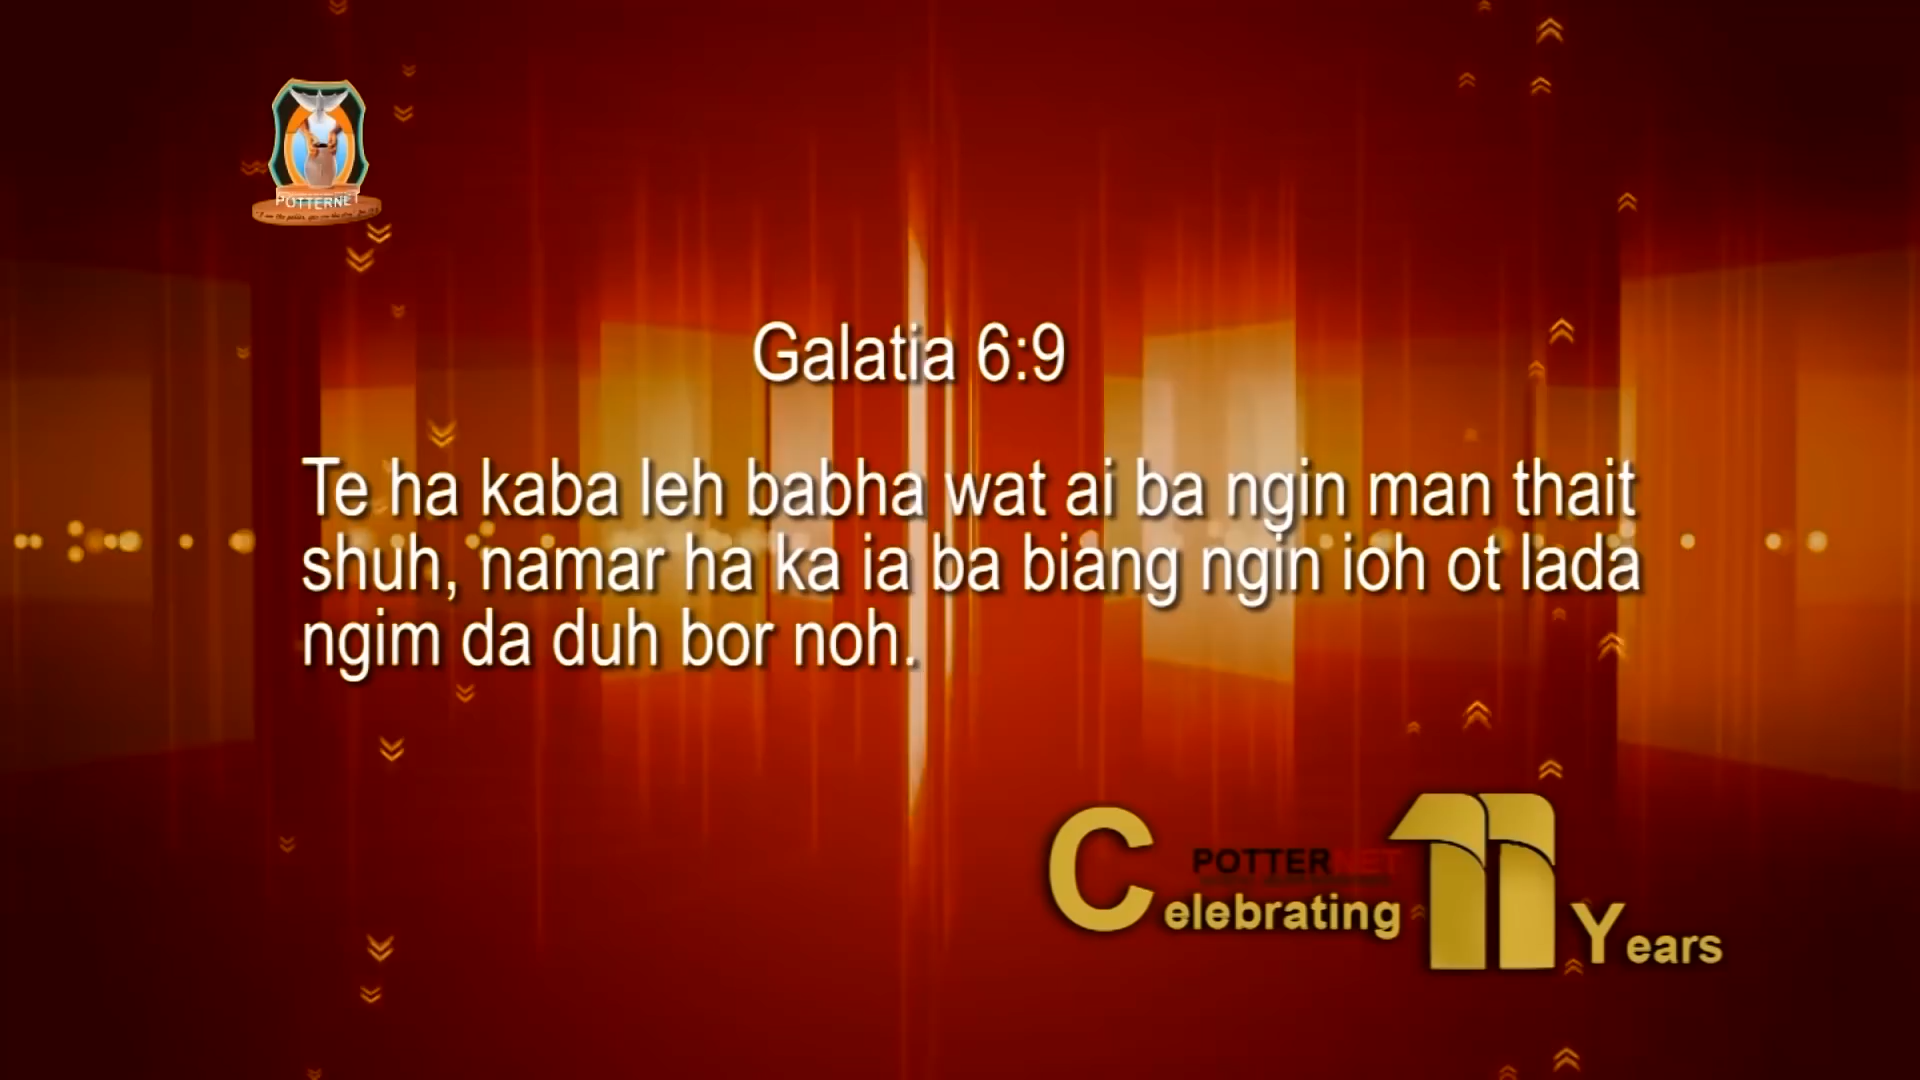 POTTERNET
Galatia 6:9
Te ha kaba leh babha wat ai ba ngin man thait
shuh, namar ha ka ia ba biang ngin ioh ot lada
ngim da duh bor noh.
POTTERNET
Celebrating 11 Years